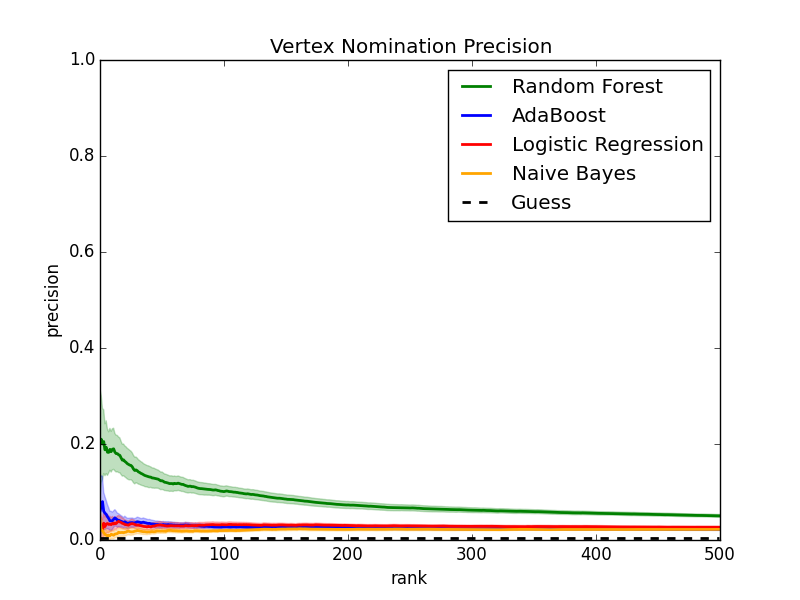 Vertex Nomination Precision
1.0
0.8
0.6
0.4
0.2
0.0
precision
Random Forest
AdaBoost
Logistic Regression
Naive Bayes
Guess
0 100 200 300 400 500
rank